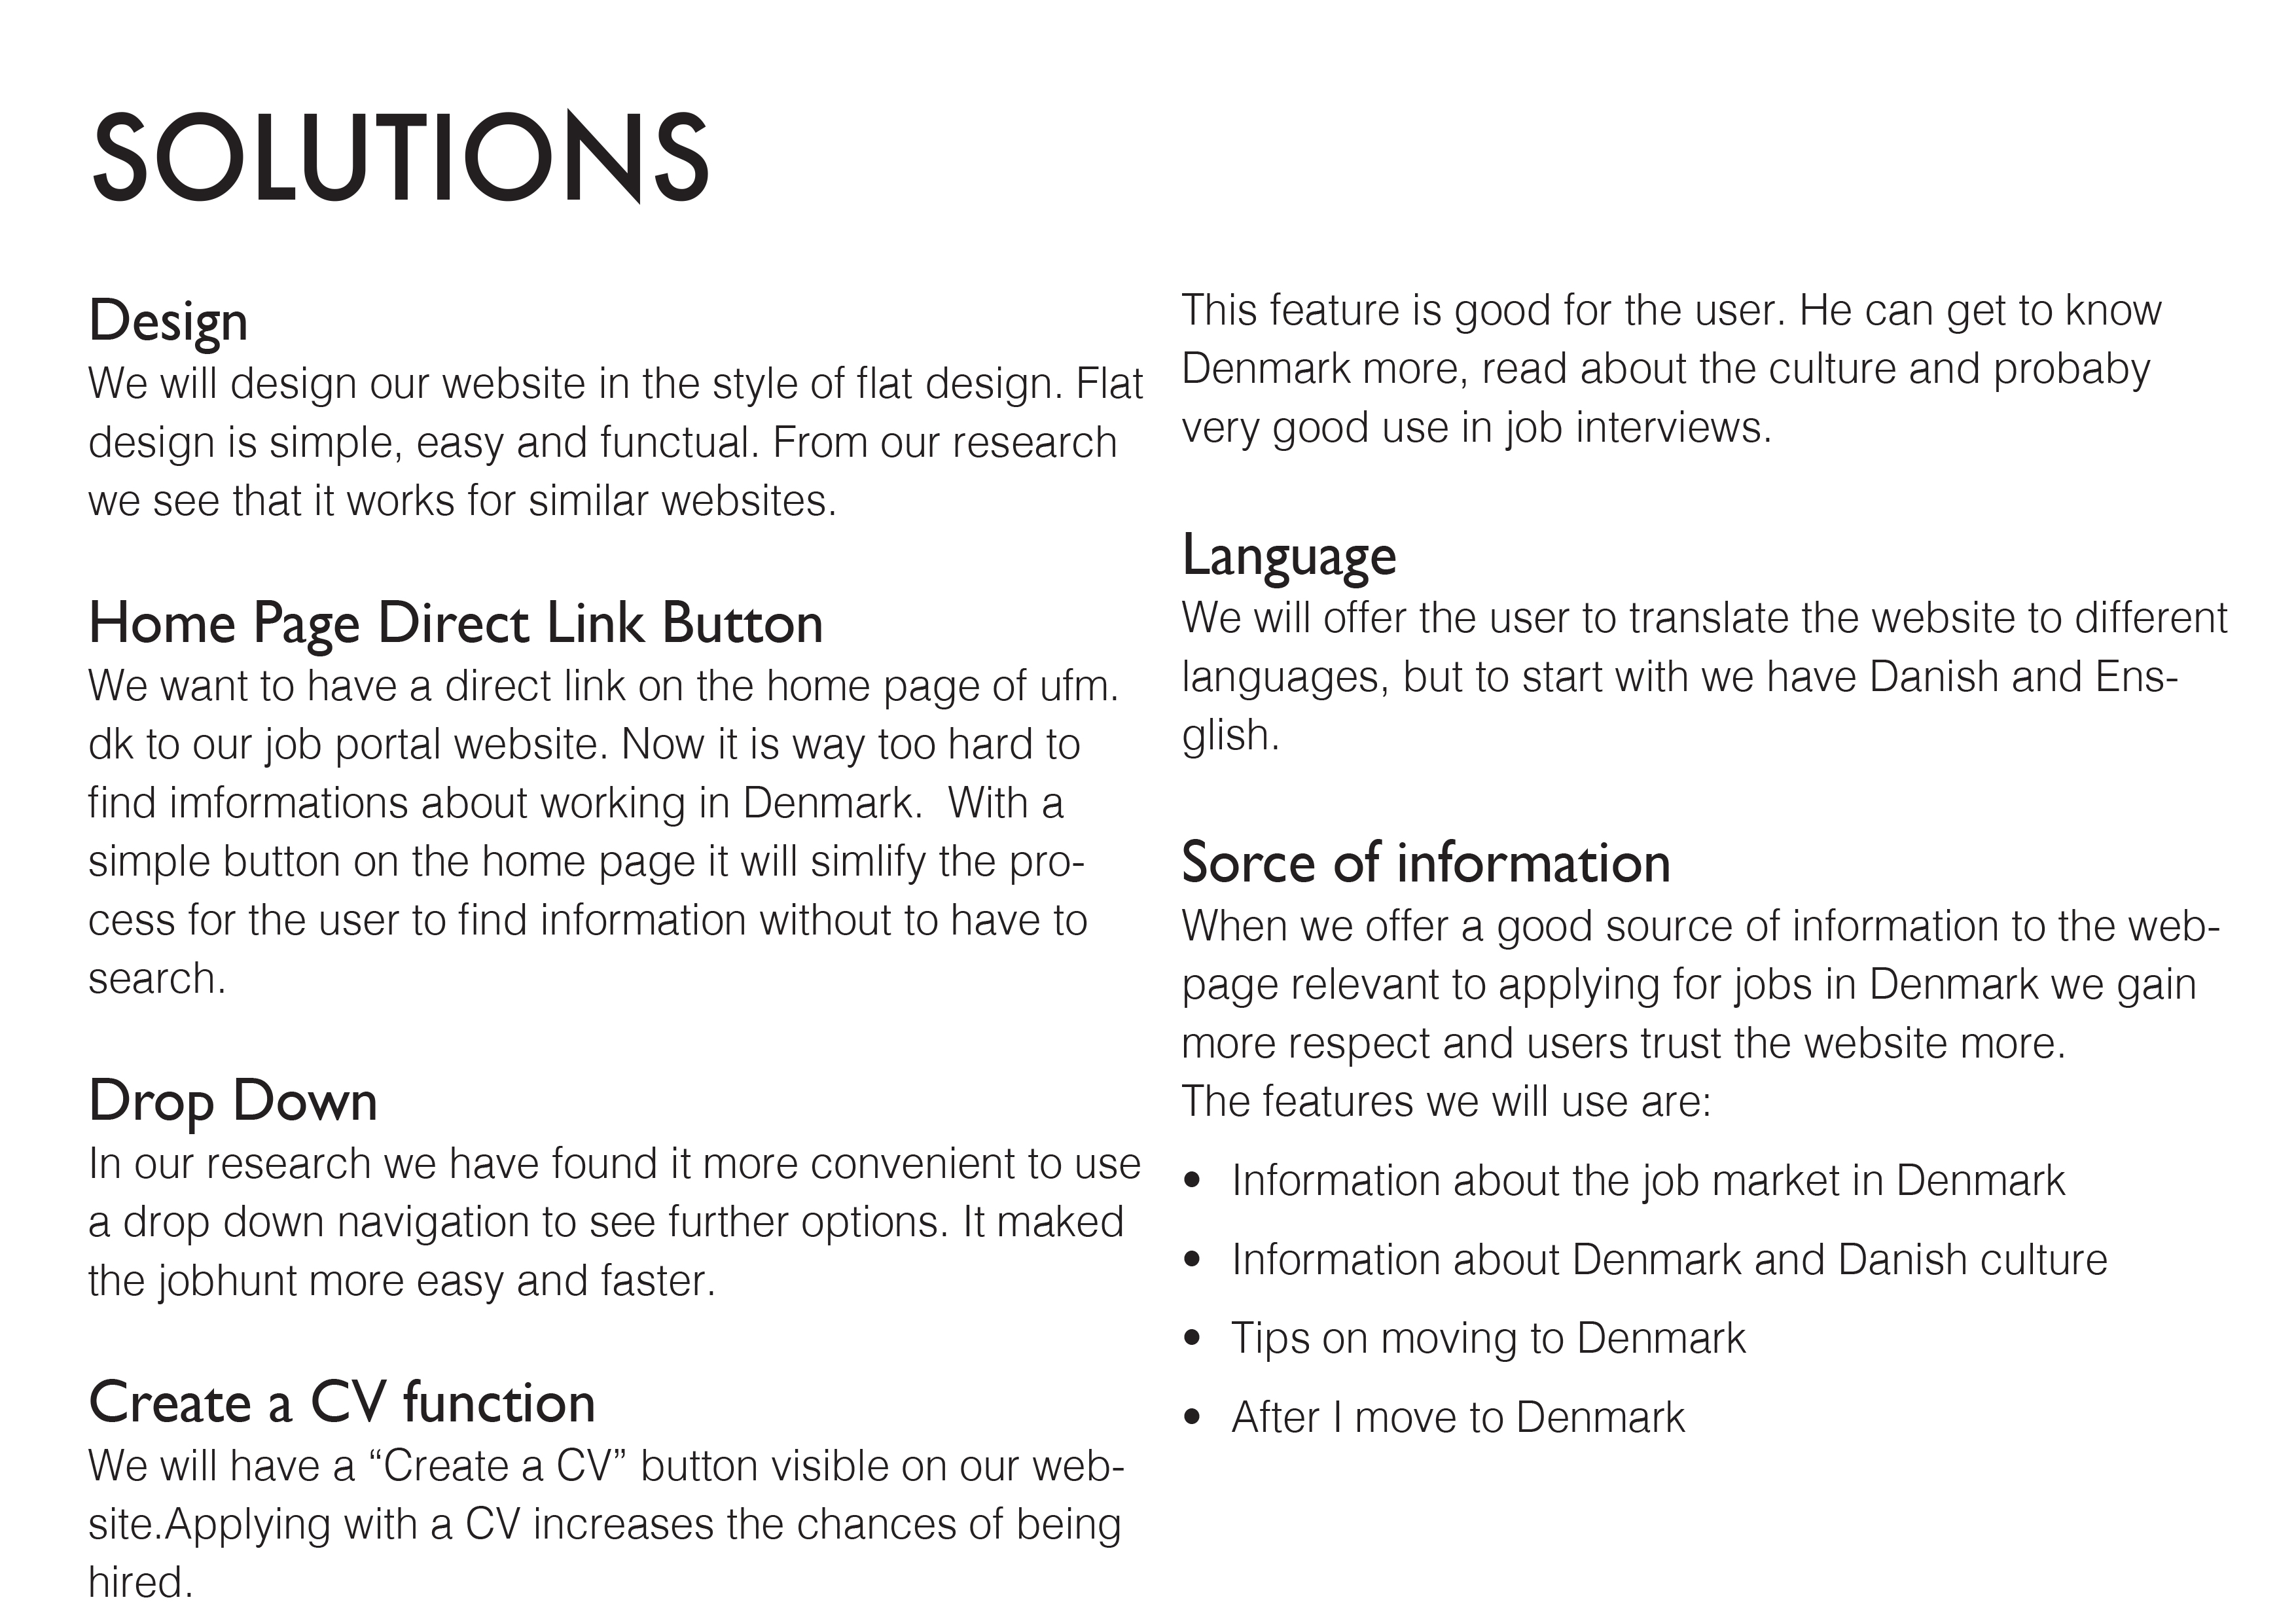 SOLUTIONS
Design
We will design our website in the style of flat design. Flat
design is simple, easy and functual. From our research
we see that it works for similar websites.
Home Page Direct Link Button
We want to have a direct link on the home page of ufm.
dk to our job portal website. Now it is way too hard to
find imformations about working in Denmark.  With a
simple button on the home page it will simlify the pro-
cess for the user to find information without to have to
search.
Drop Down
In our research we have found it more convenient to use
a drop down navigation to see further options. It maked
the jobhunt more easy and faster.
Create a CV function
We will have a “Create a CV” button visible on our web-
site.Applying with a CV increases the chances of being
hired.
This feature is good for the user. He can get to know
Denmark more, read about the culture and probaby
very good use in job interviews.
Language
We will offer the user to translate the website to different
languages, but to start with we have Danish and Ens-
glish.
Sorce of information
When we offer a good source of information to the web-
page relevant to applying for jobs in Denmark we gain
more respect and users trust the website more.
The features we will use are:
• Information about the job market in Denmark
• Information about Denmark and Danish culture
• Tips on moving to Denmark
• After I move to Denmark